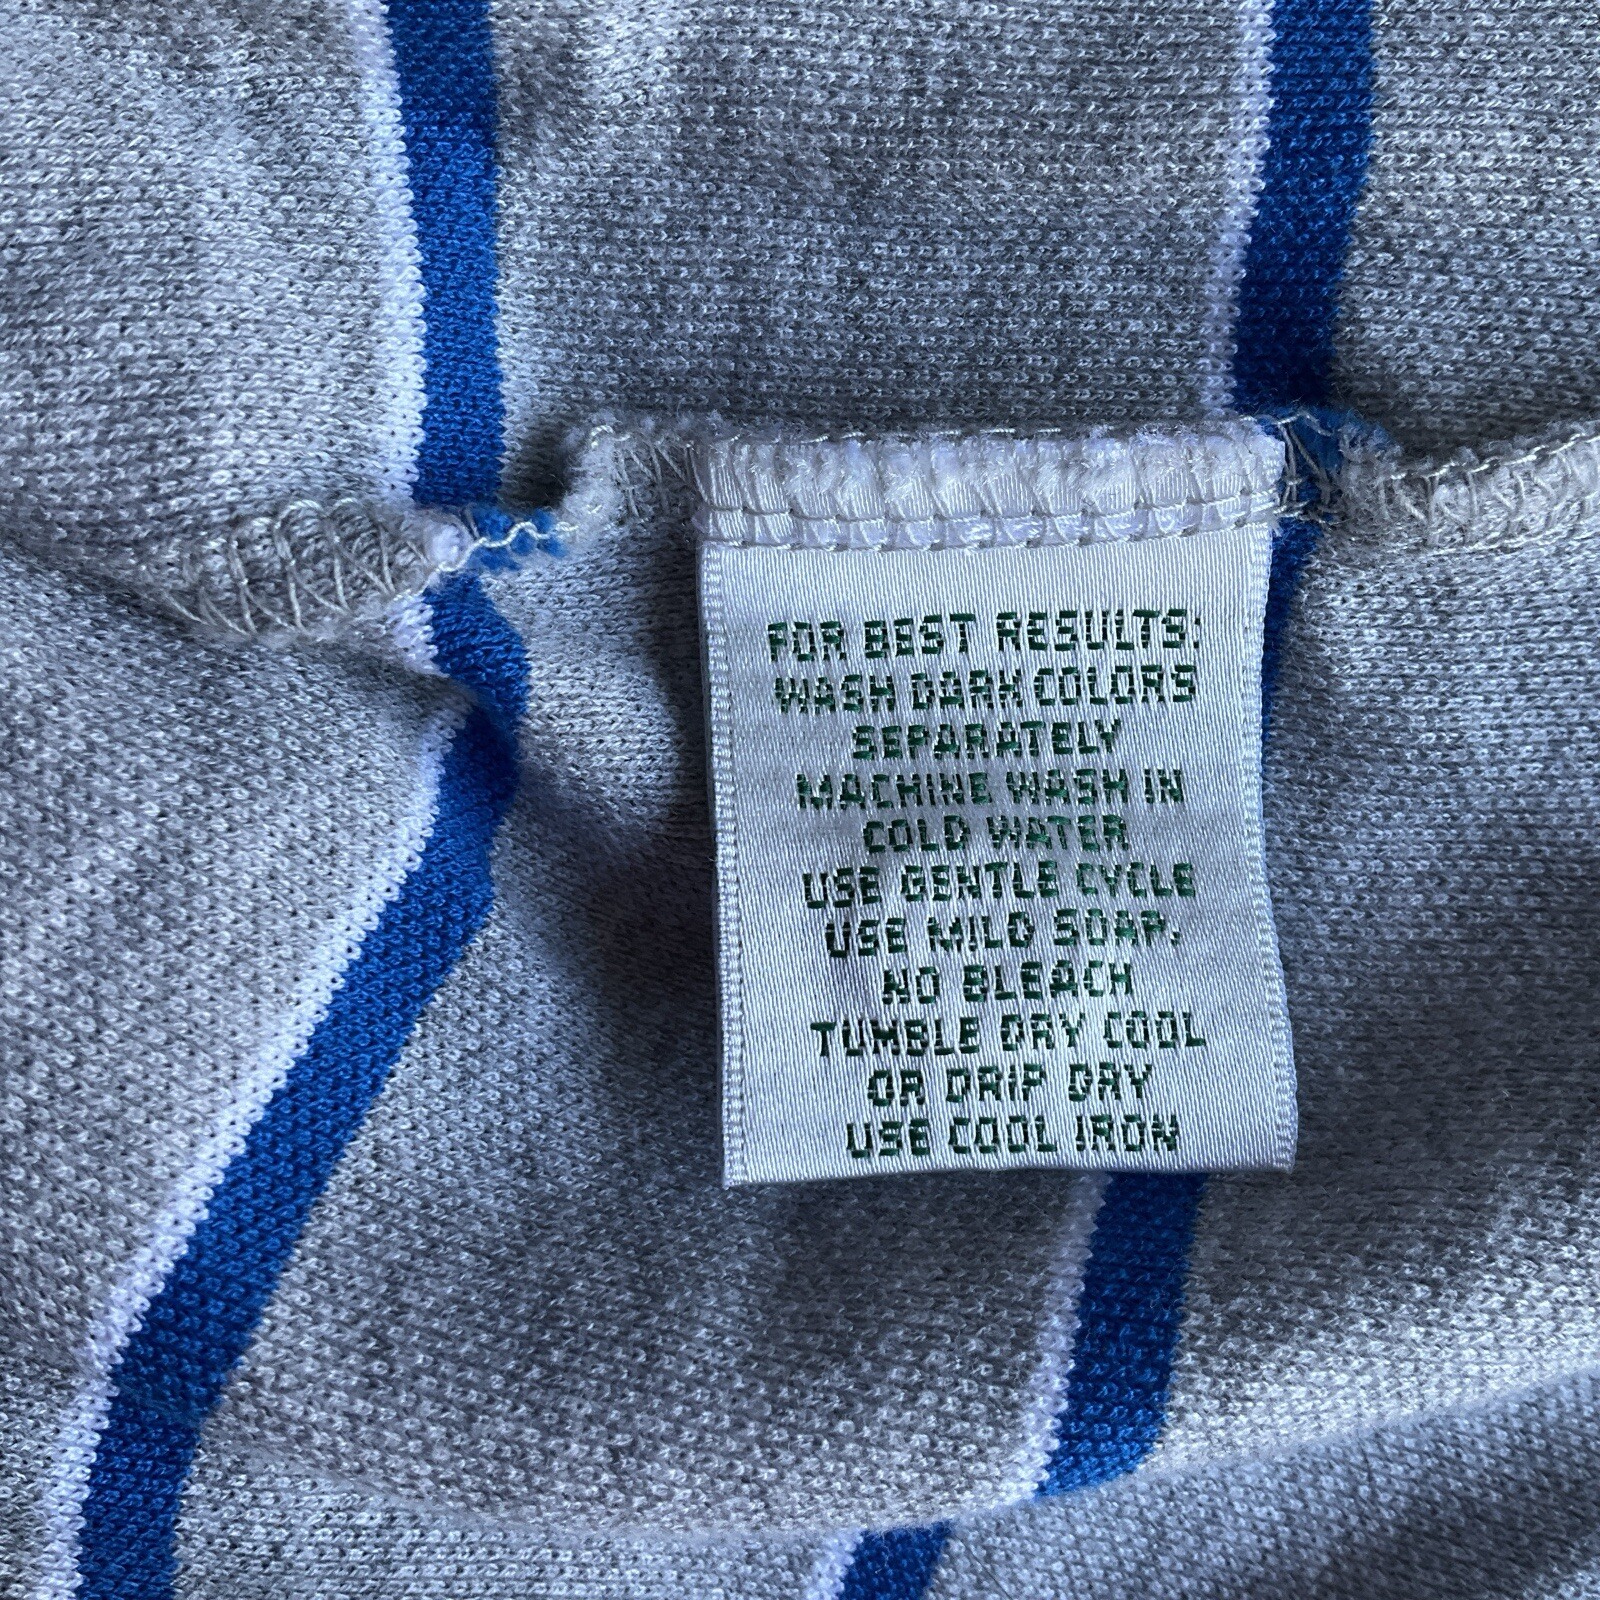 FOR BEST RESULTS:
WASH DARK COLORS
SEPARATELY
MACHINE WASH IN
COLD WATER
USE GENTLE CYCLE
USE MILD SOAP.
NO BLEACH
TUMBLE DRY COOL
OR DRIP DRY
USE COOL IRON